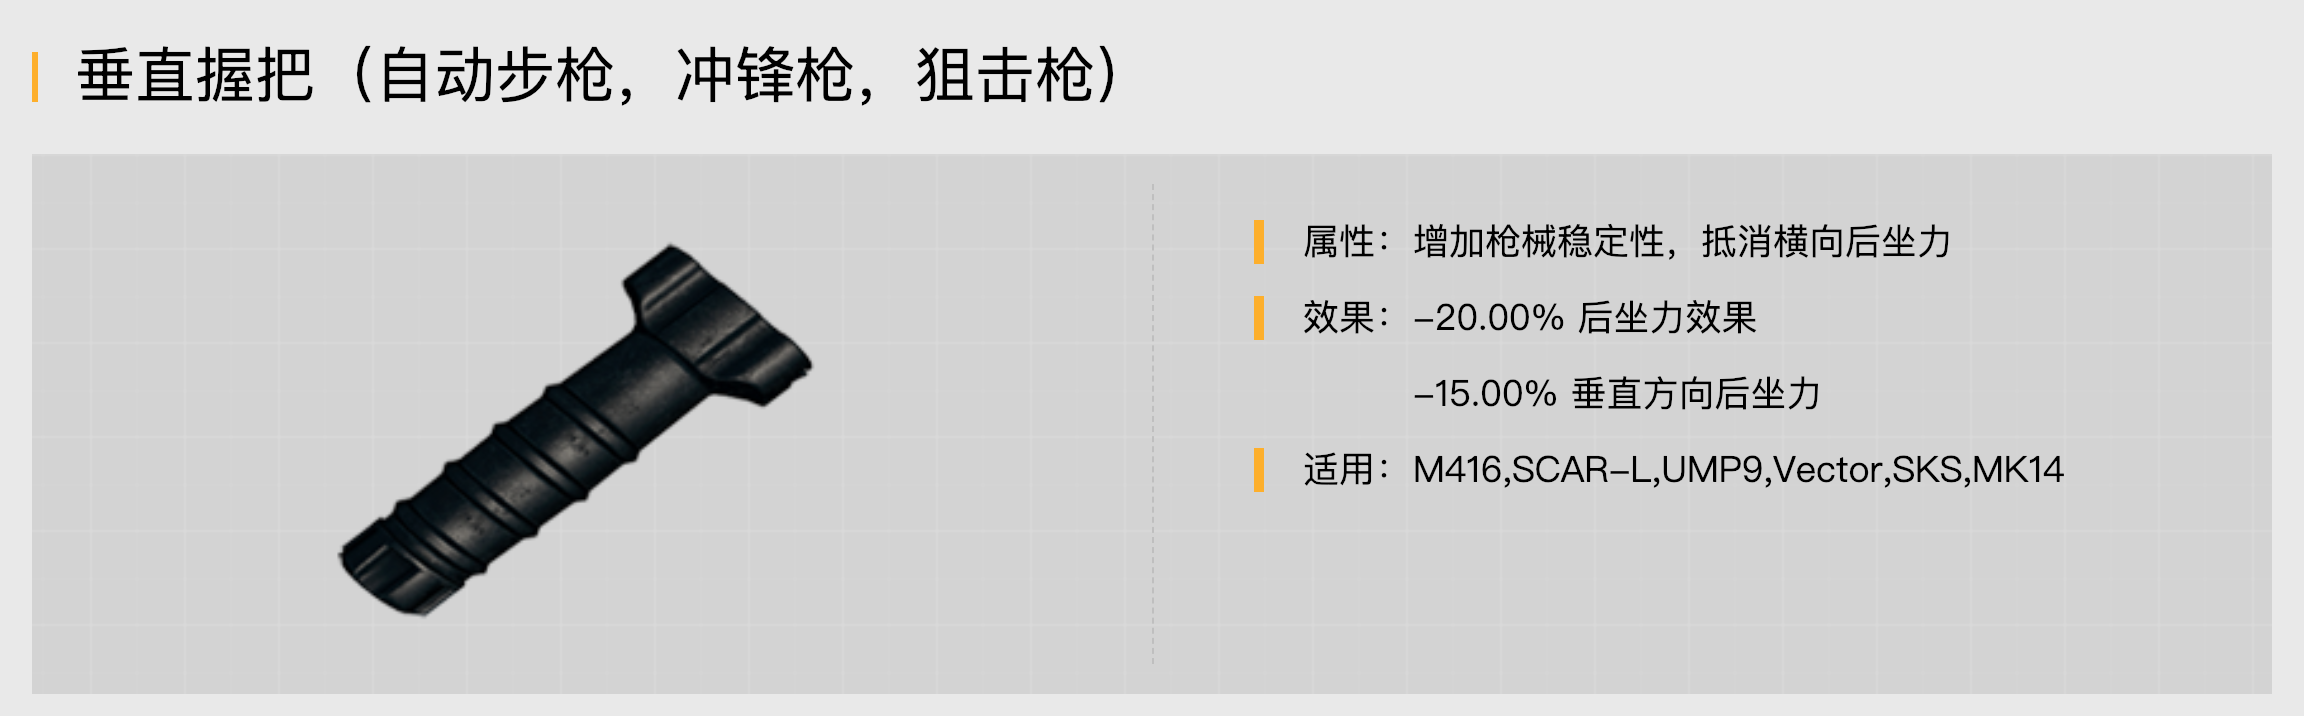 垂直握把（自动步枪，冲锋枪，狙击枪）
属性：增加枪械稳定性，抵消横向后坐力
效果：-20.00% 后坐力效果
-15.00% 垂直方向后坐力
适用：M416,SCAR-L,UMP9,Vector,SKS,MK14